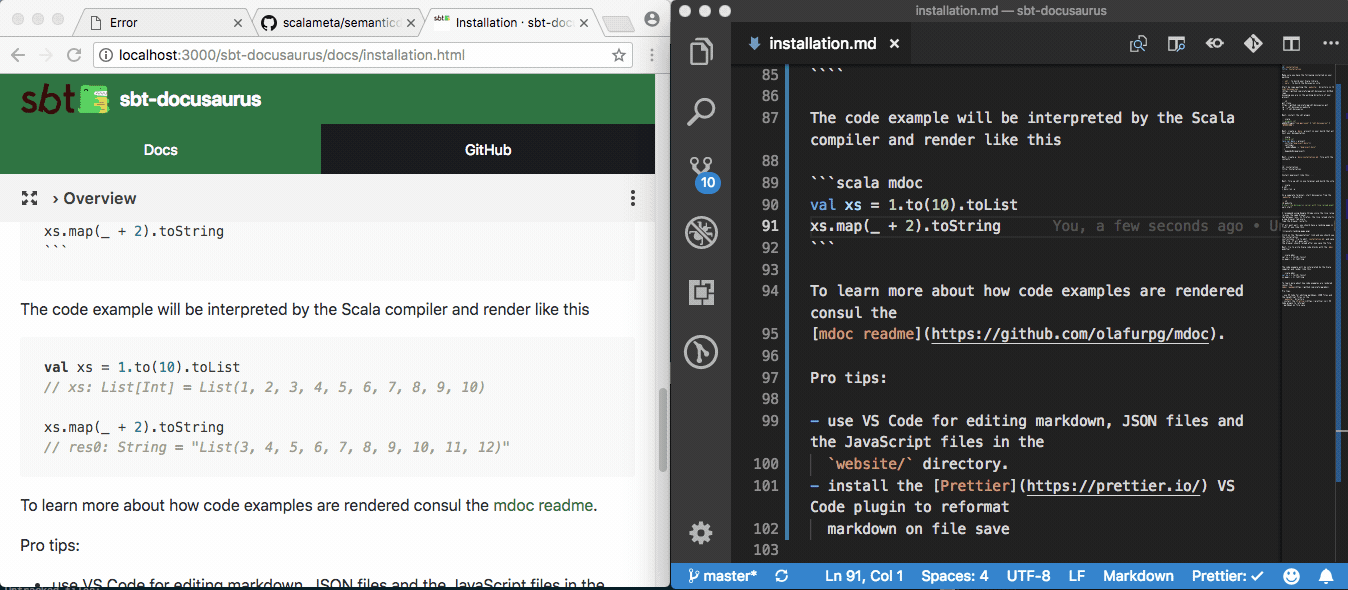 Error
scalameta/semanticd
Installation · sbt-doc
localhost:3000/sbt-docusaurus/docs/installation.html
sbt sbt-docusaurus
Docs
GitHub
› Overview
xs.map(_ + 2).toString
```
The code example will be interpreted by the Scala compiler and render like this
val xs = 1.to(10).toList
// xs: List[Int] = List(1, 2, 3, 4, 5, 6, 7, 8, 9, 10)
xs.map(_ + 2).toString
// res0: String = "List(3, 4, 5, 6, 7, 8, 9, 10, 11, 12)"
To learn more about how code examples are rendered consul the mdoc readme.
Pro tips:
• use VS Code for editing markdown, JSON files and the JavaScript files in the
installation.md — sbt-docusaurus
installation.md
10
85 ````
86
87 The code example will be interpreted by the Scala
compiler and render like this
88
89 ```scala mdoc
90 val xs = 1.to(10).toList
91 xs.map(_ + 2).toString You, a few seconds ago • U
92 ```
93
94 To learn more about how code examples are rendered
consul the
95 [mdoc readme](https://github.com/olafurpg/mdoc).
96
97 Pro tips:
98
99 - use VS Code for editing markdown, JSON files and
the JavaScript files in the
100 `website/` directory.
101 - install the [Prettier](https://prettier.io/) VS
Code plugin to reformat
102 markdown on file save
103
master*
Ln 91, Col 1
Spaces: 4
UTF-8
LF
Markdown
Prettier: ✓